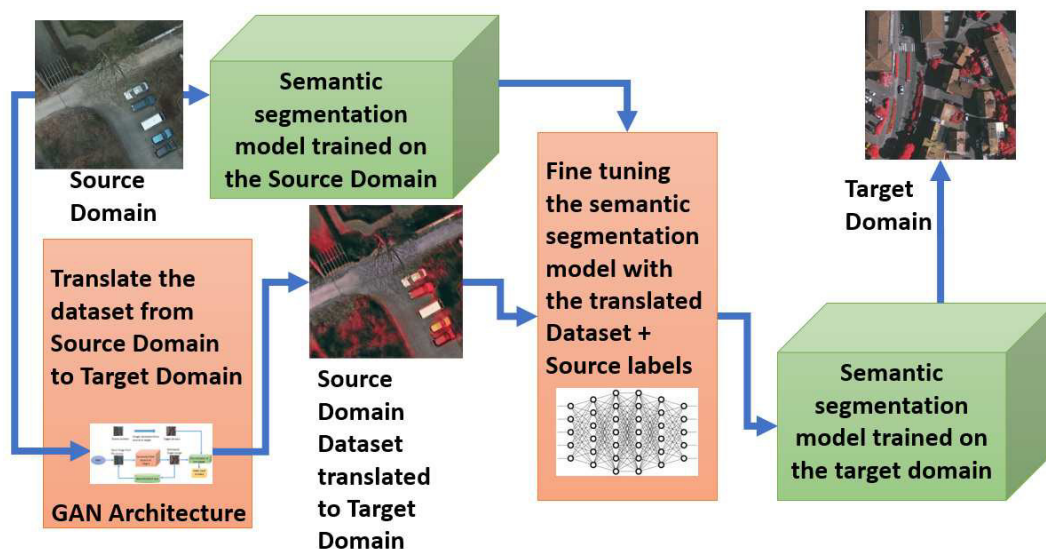 Semantic
segmentation
model trained on
the Source Domain
Source
Domain
Translate the
dataset from
Source Domain
to Target Domain
GAN Architecture
Source
Domain
Dataset
translated
to Target
Domain
Fine tuning
the semantic
segmentation
model with
the translated
Dataset +
Source labels
Semantic
segmentation
model trained on
the target domain
Target
Domain